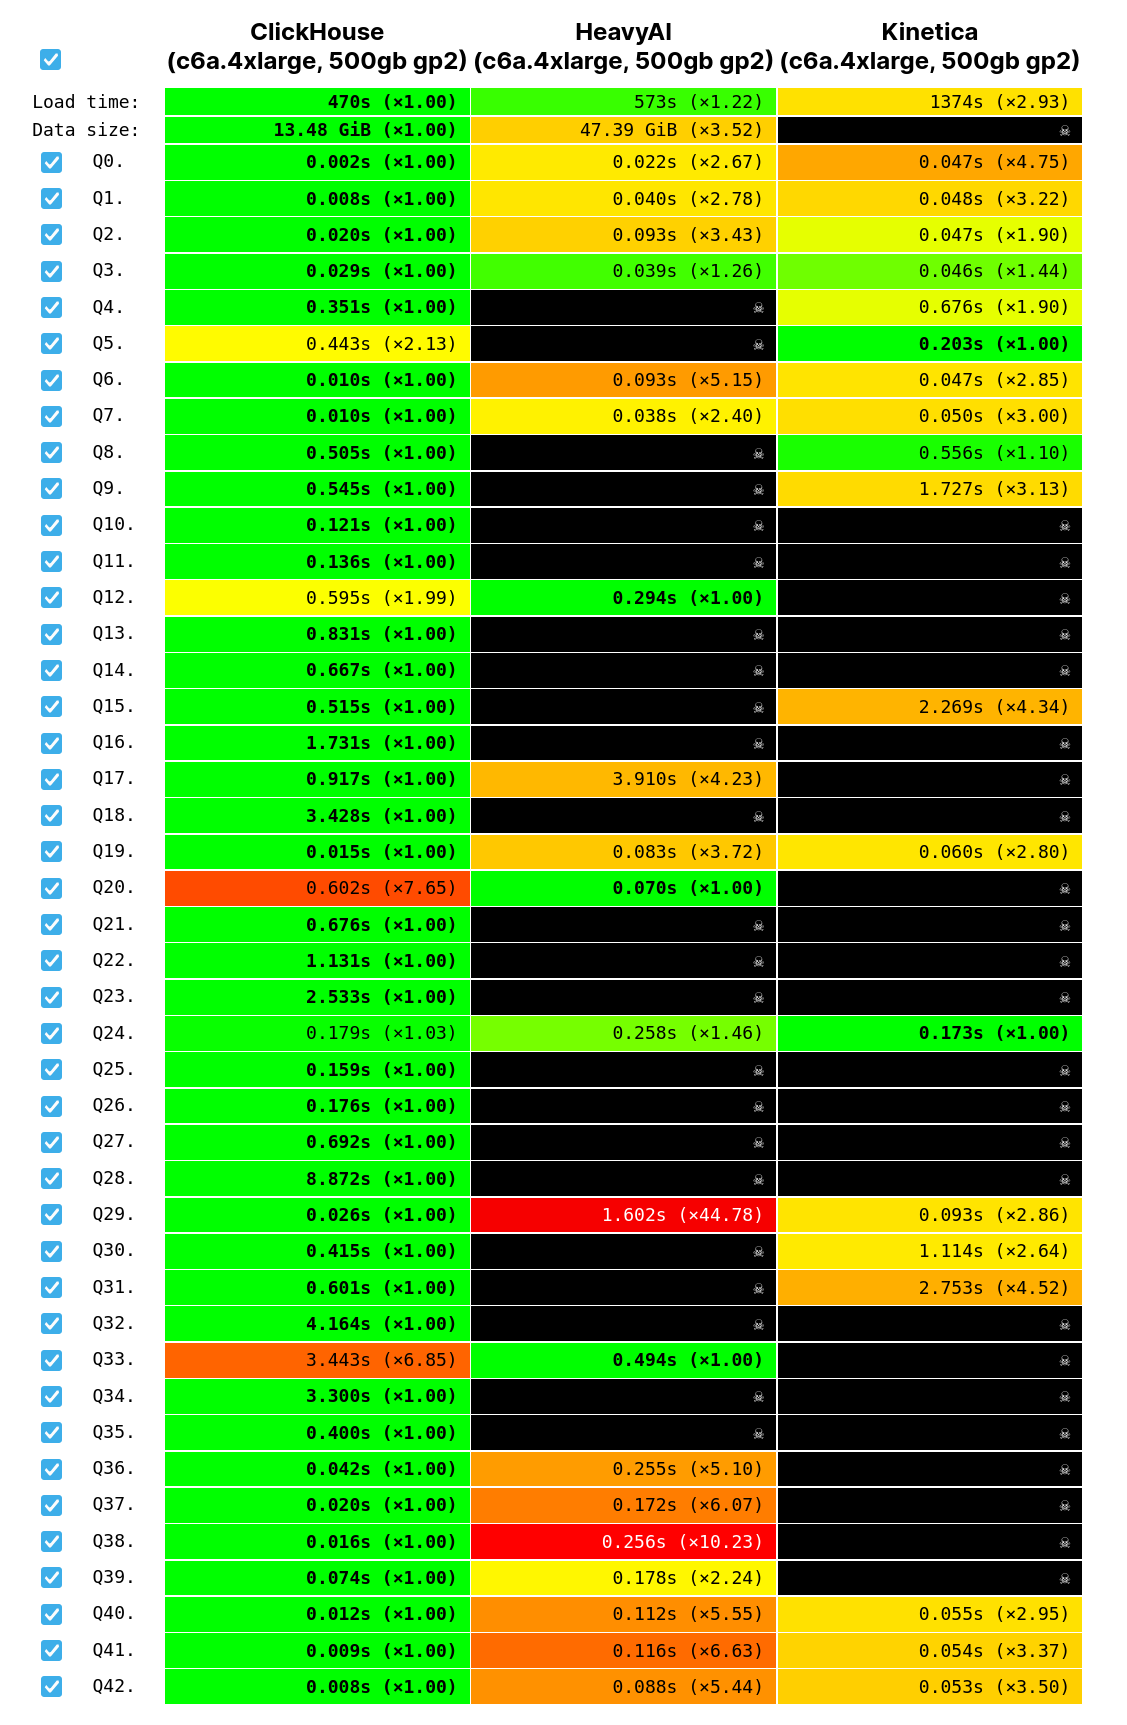 ClickHouse HeavyAI Kinetica
(c6a.4xlarge, 500gb gp2) (c6a.4xlarge, 500gb gp2) (c6a.4xlarge, 500gb gp2)
Load time: 470s (×1.00) 573s (×1.22) 1374s (×2.93)
Data size: 13.48 GiB (×1.00) 47.39 GiB (×3.52) ☠
Q0. 0.002s (×1.00) 0.022s (×2.67) 0.047s (×4.75)
Q1. 0.008s (×1.00) 0.040s (×2.78) 0.048s (×3.22)
Q2. 0.020s (×1.00) 0.093s (×3.43) 0.047s (×1.90)
Q3. 0.029s (×1.00) 0.039s (×1.26) 0.046s (×1.44)
Q4. 0.351s (×1.00) ☠ 0.676s (×1.90)
Q5. 0.443s (×2.13) ☠ 0.203s (×1.00)
Q6. 0.010s (×1.00) 0.093s (×5.15) 0.047s (×2.85)
Q7. 0.010s (×1.00) 0.038s (×2.40) 0.050s (×3.00)
Q8. 0.505s (×1.00) ☠ 0.556s (×1.10)
Q9. 0.545s (×1.00) ☠ 1.727s (×3.13)
Q10. 0.121s (×1.00) ☠ ☠
Q11. 0.136s (×1.00) ☠ ☠
Q12. 0.595s (×1.99) 0.294s (×1.00) ☠
Q13. 0.831s (×1.00) ☠ ☠
Q14. 0.667s (×1.00) ☠ ☠
Q15. 0.515s (×1.00) ☠ 2.269s (×4.34)
Q16. 1.731s (×1.00) ☠ ☠
Q17. 0.917s (×1.00) 3.910s (×4.23) ☠
Q18. 3.428s (×1.00) ☠ ☠
Q19. 0.015s (×1.00) 0.083s (×3.72) 0.060s (×2.80)
Q20. 0.602s (×7.65) 0.070s (×1.00) ☠
Q21. 0.676s (×1.00) ☠ ☠
Q22. 1.131s (×1.00) ☠ ☠
Q23. 2.533s (×1.00) ☠ ☠
Q24. 0.179s (×1.03) 0.258s (×1.46) 0.173s (×1.00)
Q25. 0.159s (×1.00) ☠ ☠
Q26. 0.176s (×1.00) ☠ ☠
Q27. 0.692s (×1.00) ☠ ☠
Q28. 8.872s (×1.00) ☠ ☠
Q29. 0.026s (×1.00) 1.602s (×44.78) 0.093s (×2.86)
Q30. 0.415s (×1.00) ☠ 1.114s (×2.64)
Q31. 0.601s (×1.00) ☠ 2.753s (×4.52)
Q32. 4.164s (×1.00) ☠ ☠
Q33. 3.443s (×6.85) 0.494s (×1.00) ☠
Q34. 3.300s (×1.00) ☠ ☠
Q35. 0.400s (×1.00) ☠ ☠
Q36. 0.042s (×1.00) 0.255s (×5.10) ☠
Q37. 0.020s (×1.00) 0.172s (×6.07) ☠
Q38. 0.016s (×1.00) 0.256s (×10.23) ☠
Q39. 0.074s (×1.00) 0.178s (×2.24) ☠
Q40. 0.012s (×1.00) 0.112s (×5.55) 0.055s (×2.95)
Q41. 0.009s (×1.00) 0.116s (×6.63) 0.054s (×3.37)
Q42. 0.008s (×1.00) 0.088s (×5.44) 0.053s (×3.50)